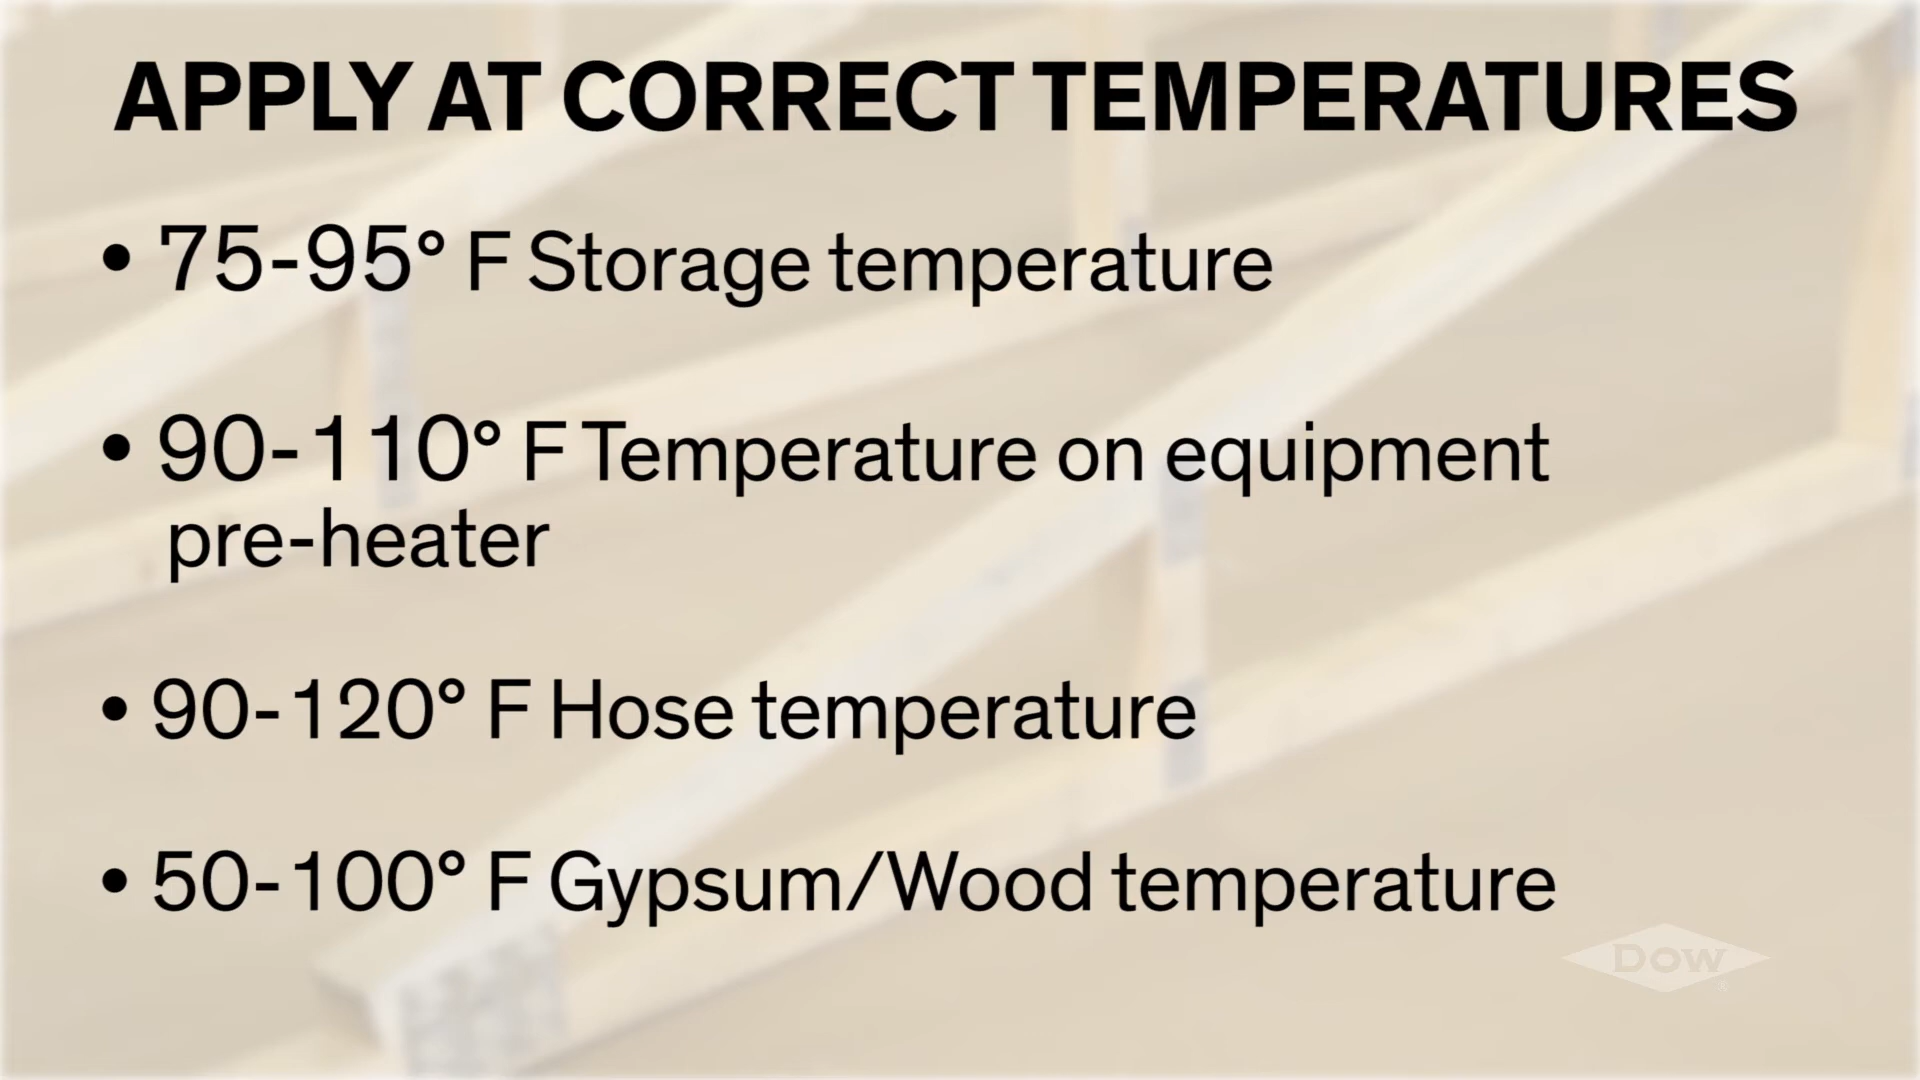 APPLY AT CORRECT TEMPERATURES
• 75-95° F Storage temperature
• 90-110° F Temperature on equipment
pre-heater
• 90-120° F Hose temperature
• 50-100° F Gypsum/Wood temperature
Dow®